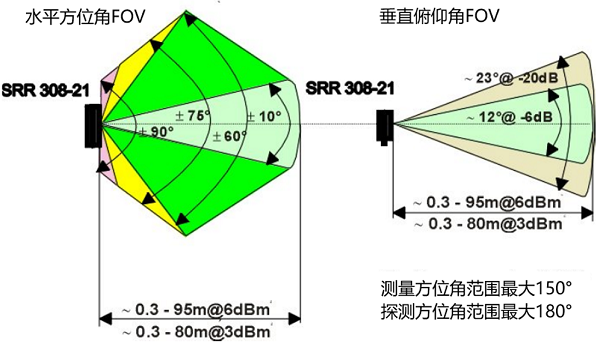 水平方位角FOV
垂直俯仰角FOV
SRR 308-21
± 90°
± 75°
± 60°
± 10°
~ 0.3 - 95m@6dBm
~ 0.3 - 80m@3dBm
SRR 308-21
~ 23°@ -20dB
~ 12°@ -6dB
~ 0.3 - 95m@6dBm
~ 0.3 - 80m@3dBm
测量方位角范围最大150°
探测方位角范围最大180°